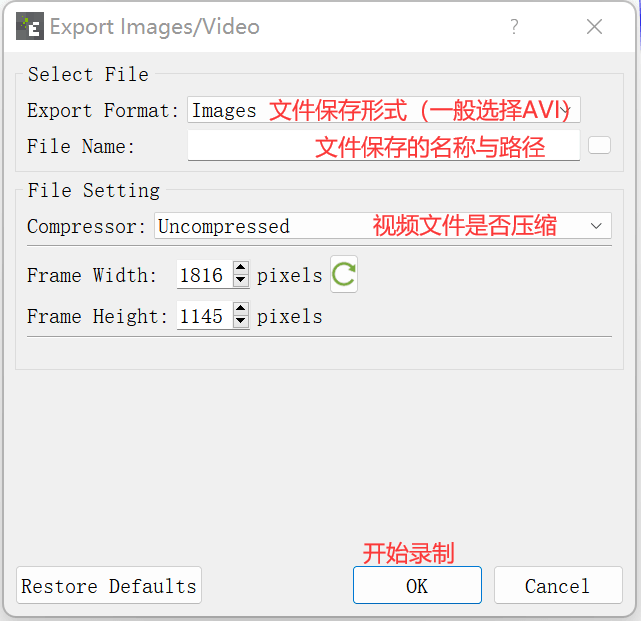 Export Images/Video
Select File
Export Format: Images 文件保存形式（一般选择AVI）
File Name: 文件保存的名称与路径
File Setting
Compressor: Uncompressed 视频文件是否压缩
Frame Width: 1816 pixels
Frame Height: 1145 pixels
开始录制
Restore Defaults OK Cancel